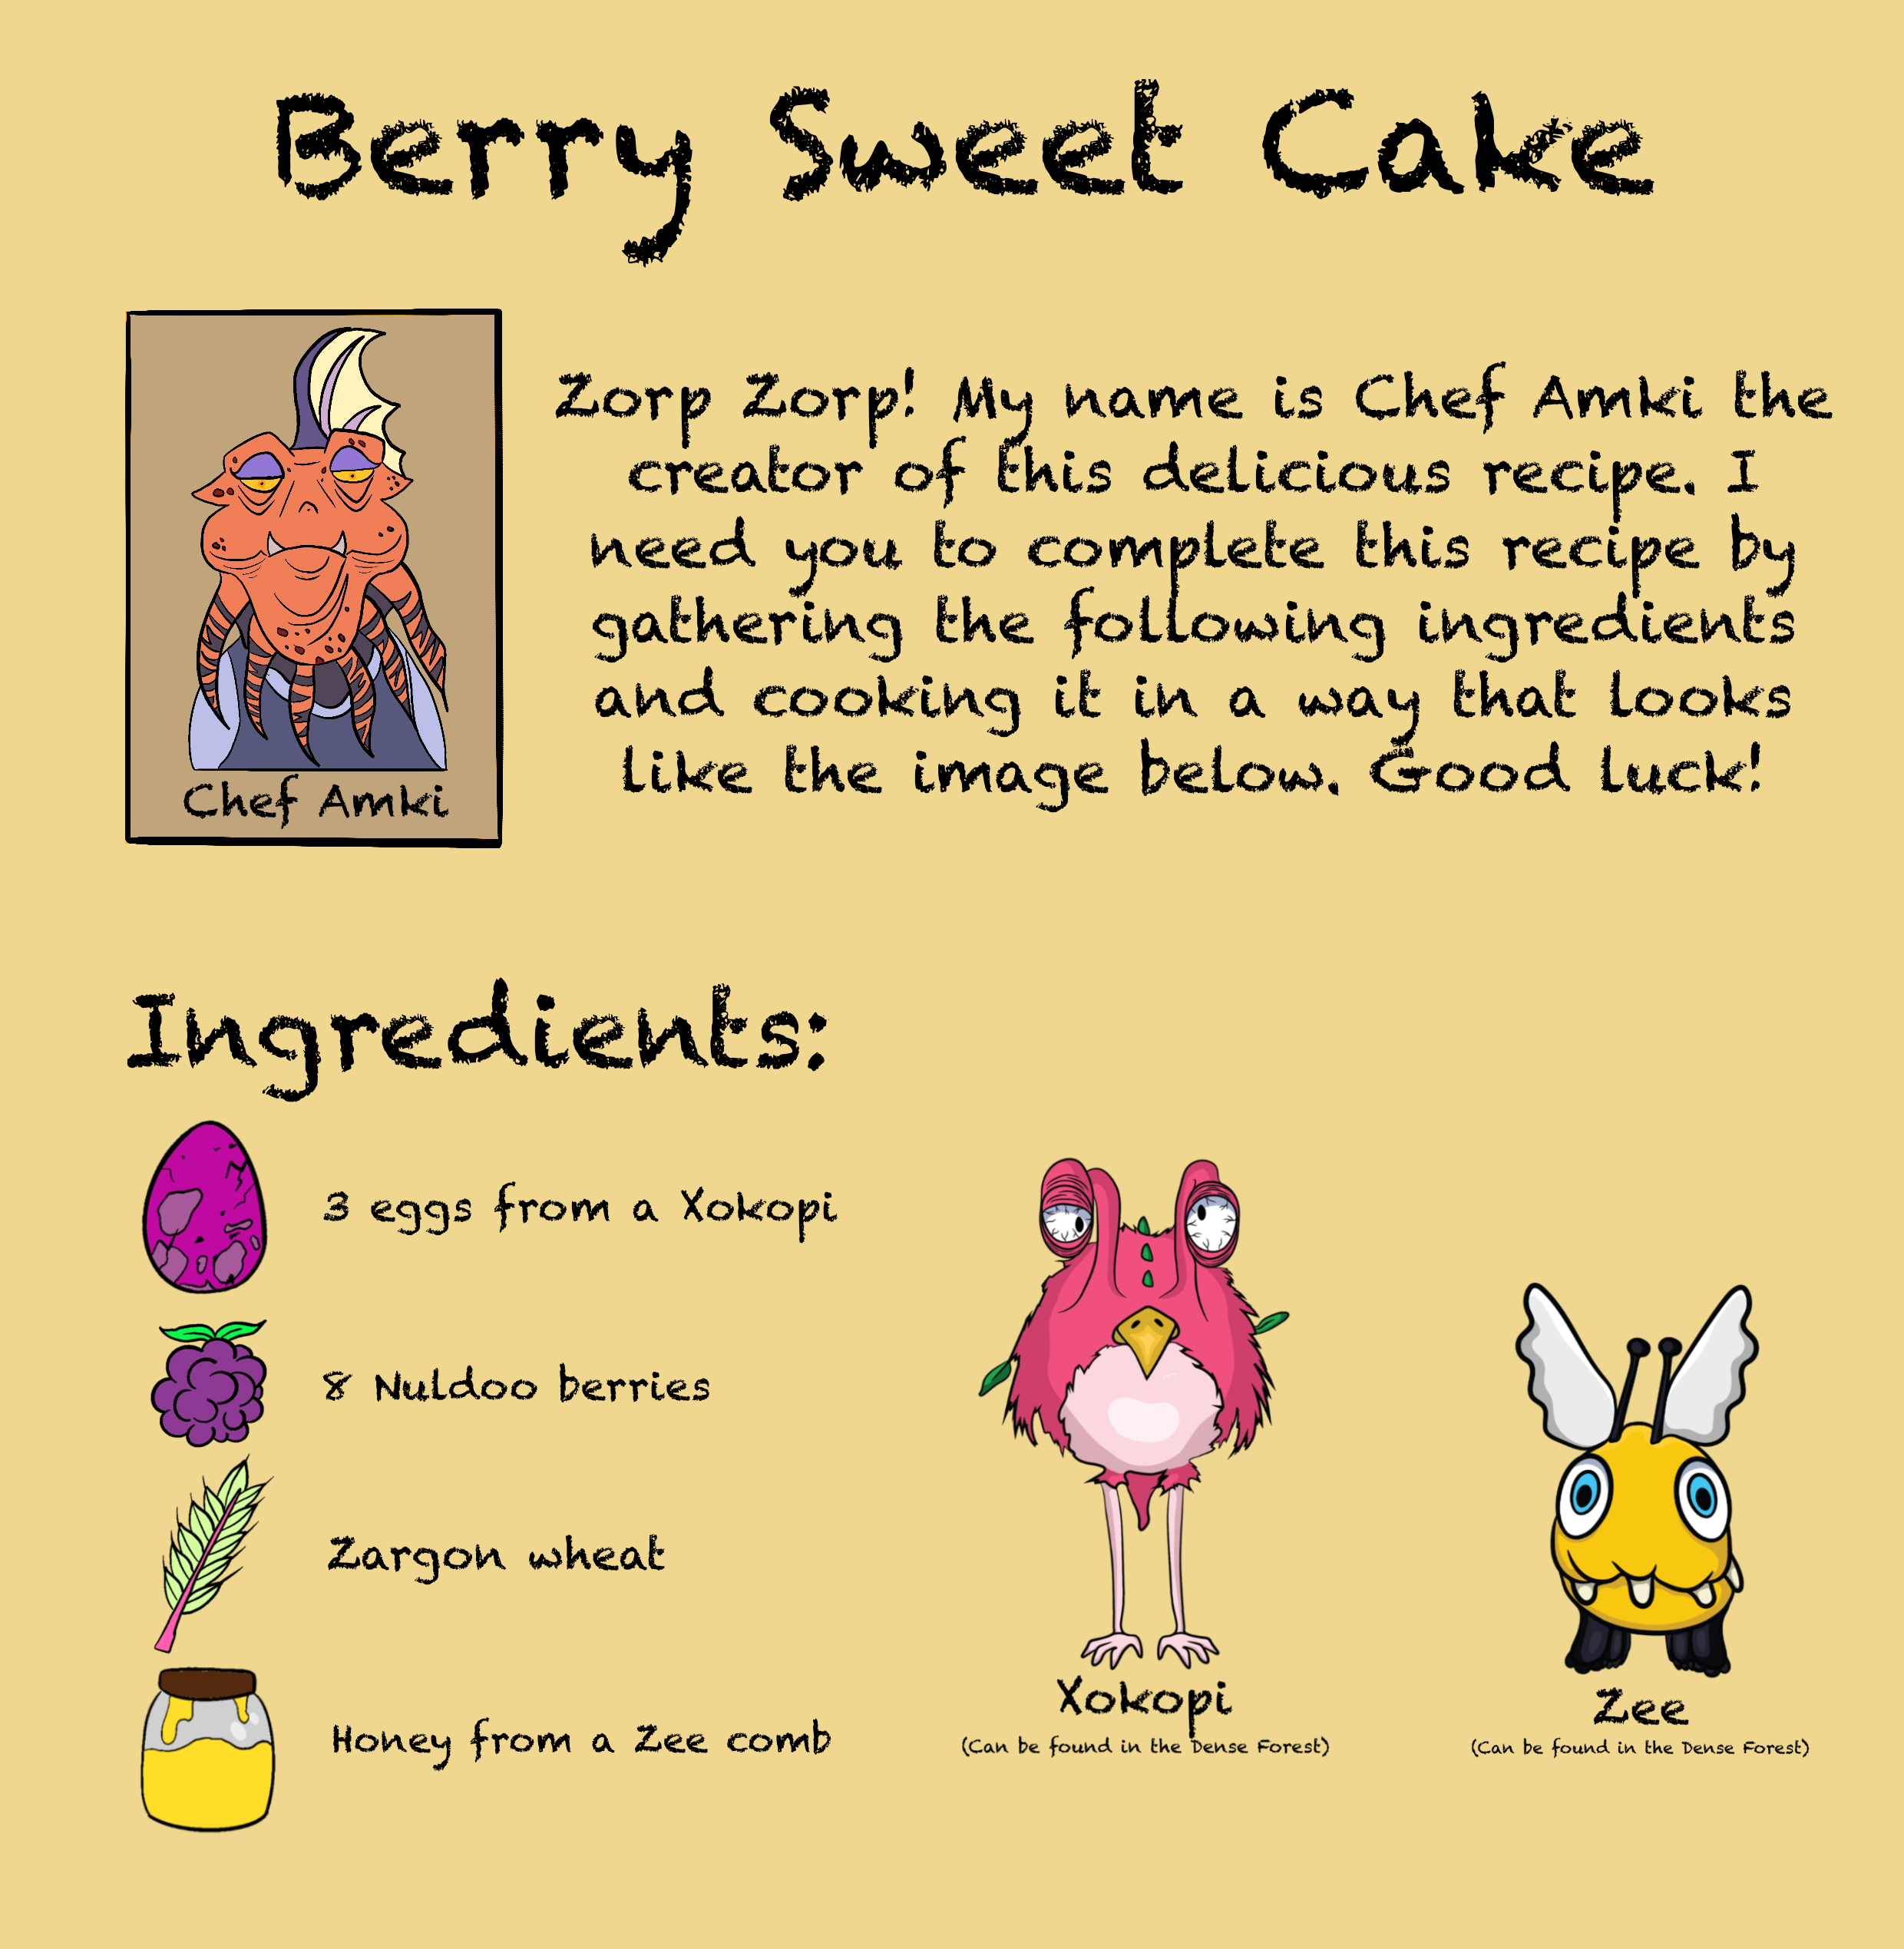 Berry Sweet Cake
Zorp Zorp! My name is Chef Amki the
creator of this delicious recipe. I
need you to complete this recipe by
gathering the following ingredients
and cooking it in a way that looks
like the image below. Good luck!
Chef Amki
Ingredients:
3 eggs from a Xokopi
8 Nuldoo berries
Zargon wheat
Honey from a Zee comb
Xokopi
(Can be found in the Dense Forest)
Zee
(Can be found in the Dense Forest)